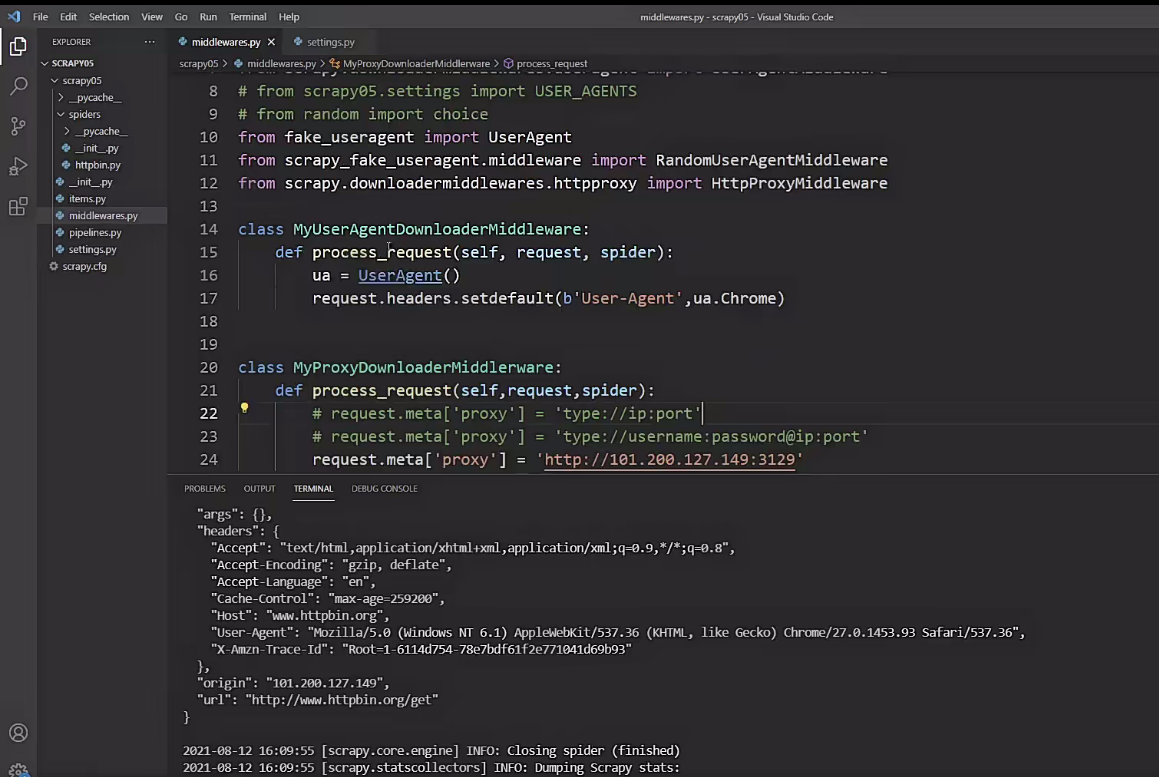 File Edit Selection View Go Run Terminal Help middlewares.py - scrapy05 - Visual Studio Code
EXPLORER ...
middlewares.py × settings.py
SCRAPY05
scrapy05
__pycache__
spiders
__pycache__
__init__.py
httpbin.py
__init__.py
items.py
middlewares.py
pipelines.py
settings.py
scrapy.cfg
scrapy05 > middlewares.py > MyProxyDownloaderMiddlerware > process_request
8 # from scrapy05.settings import USER_AGENTS
9 # from random import choice
10 from fake_useragent import UserAgent
11 from scrapy_fake_useragent.middleware import RandomUserAgentMiddleware
12 from scrapy.downloadermiddlewares.httpproxy import HttpProxyMiddleware
13
14 class MyUserAgentDownloaderMiddleware:
15 def process_request(self, request, spider):
16 ua = UserAgent()
17 request.headers.setdefault(b'User-Agent',ua.Chrome)
18
19
20 class MyProxyDownloaderMiddlerware:
21 def process_request(self,request,spider):
22 # request.meta['proxy'] = 'type://ip:port'
23 # request.meta['proxy'] = 'type://username:password@ip:port'
24 request.meta['proxy'] = 'http://101.200.127.149:3129'
PROBLEMS OUTPUT TERMINAL DEBUG CONSOLE
"args": {},
"headers": {
"Accept": "text/html,application/xhtml+xml,application/xml;q=0.9,*/*;q=0.8",
"Accept-Encoding": "gzip, deflate",
"Accept-Language": "en",
"Cache-Control": "max-age=259200",
"Host": "www.httpbin.org",
"User-Agent": "Mozilla/5.0 (Windows NT 6.1) AppleWebKit/537.36 (KHTML, like Gecko) Chrome/27.0.1453.93 Safari/537.36",
"X-Amzn-Trace-Id": "Root=1-6114d754-78e7bdf61f2e771041d69b93"
},
"origin": "101.200.127.149",
"url": "http://www.httpbin.org/get"
}
2021-08-12 16:09:55 [scrapy.core.engine] INFO: Closing spider (finished)
2021-08-12 16:09:55 [scrapy.statscollectors] INFO: Dumping Scrapy stats: